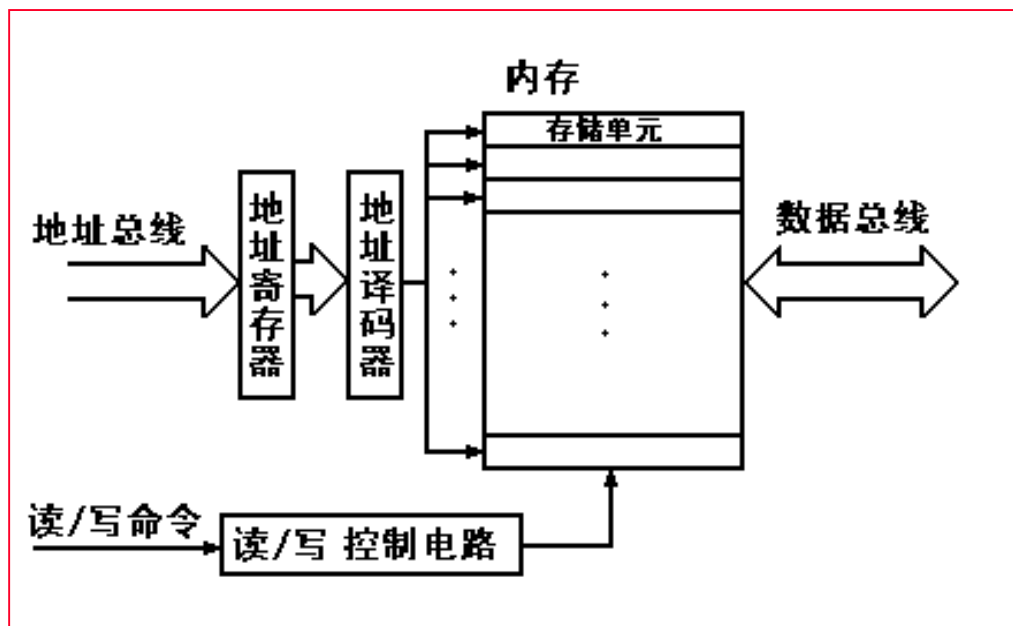 内存
存储单元
地址总线
地址寄存器
地址译码器
数据总线
读/写命令
读/写 控制电路